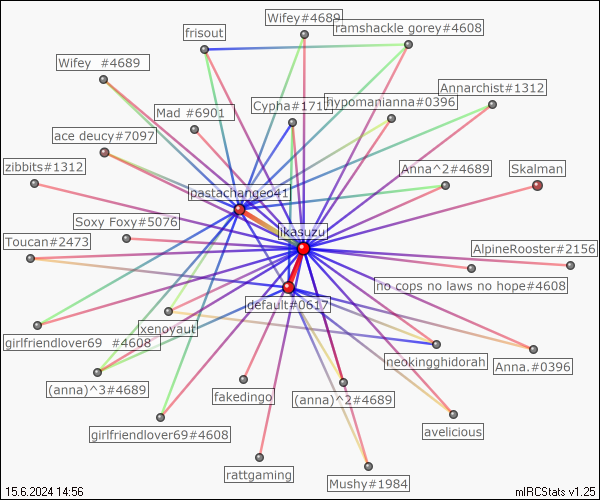 Wifey#4689
ramshackle gorey#4608
frisout
Wifey  #4689
Annarchist#1312
Mad #6901
Cypha#171
hypomanianna#0396
ace deucy#7097
zibbits#1312
Anna^2#4689
Skalman
pastachange041
Soxy Foxy#5076
ikasuzu
Toucan#2473
AlpineRooster#2156
no cops no laws no hope#4608
default#0617
xenoyaut
girlfriendlover69  #4608
neokingghidorah
Anna.#0396
(anna)^3#4689
fakedingo
(anna)^2#4689
girlfriendlover69#4608
avelicious
rattgaming
Mushy#1984
15.6.2024 14:56
mIRCStats v1.25